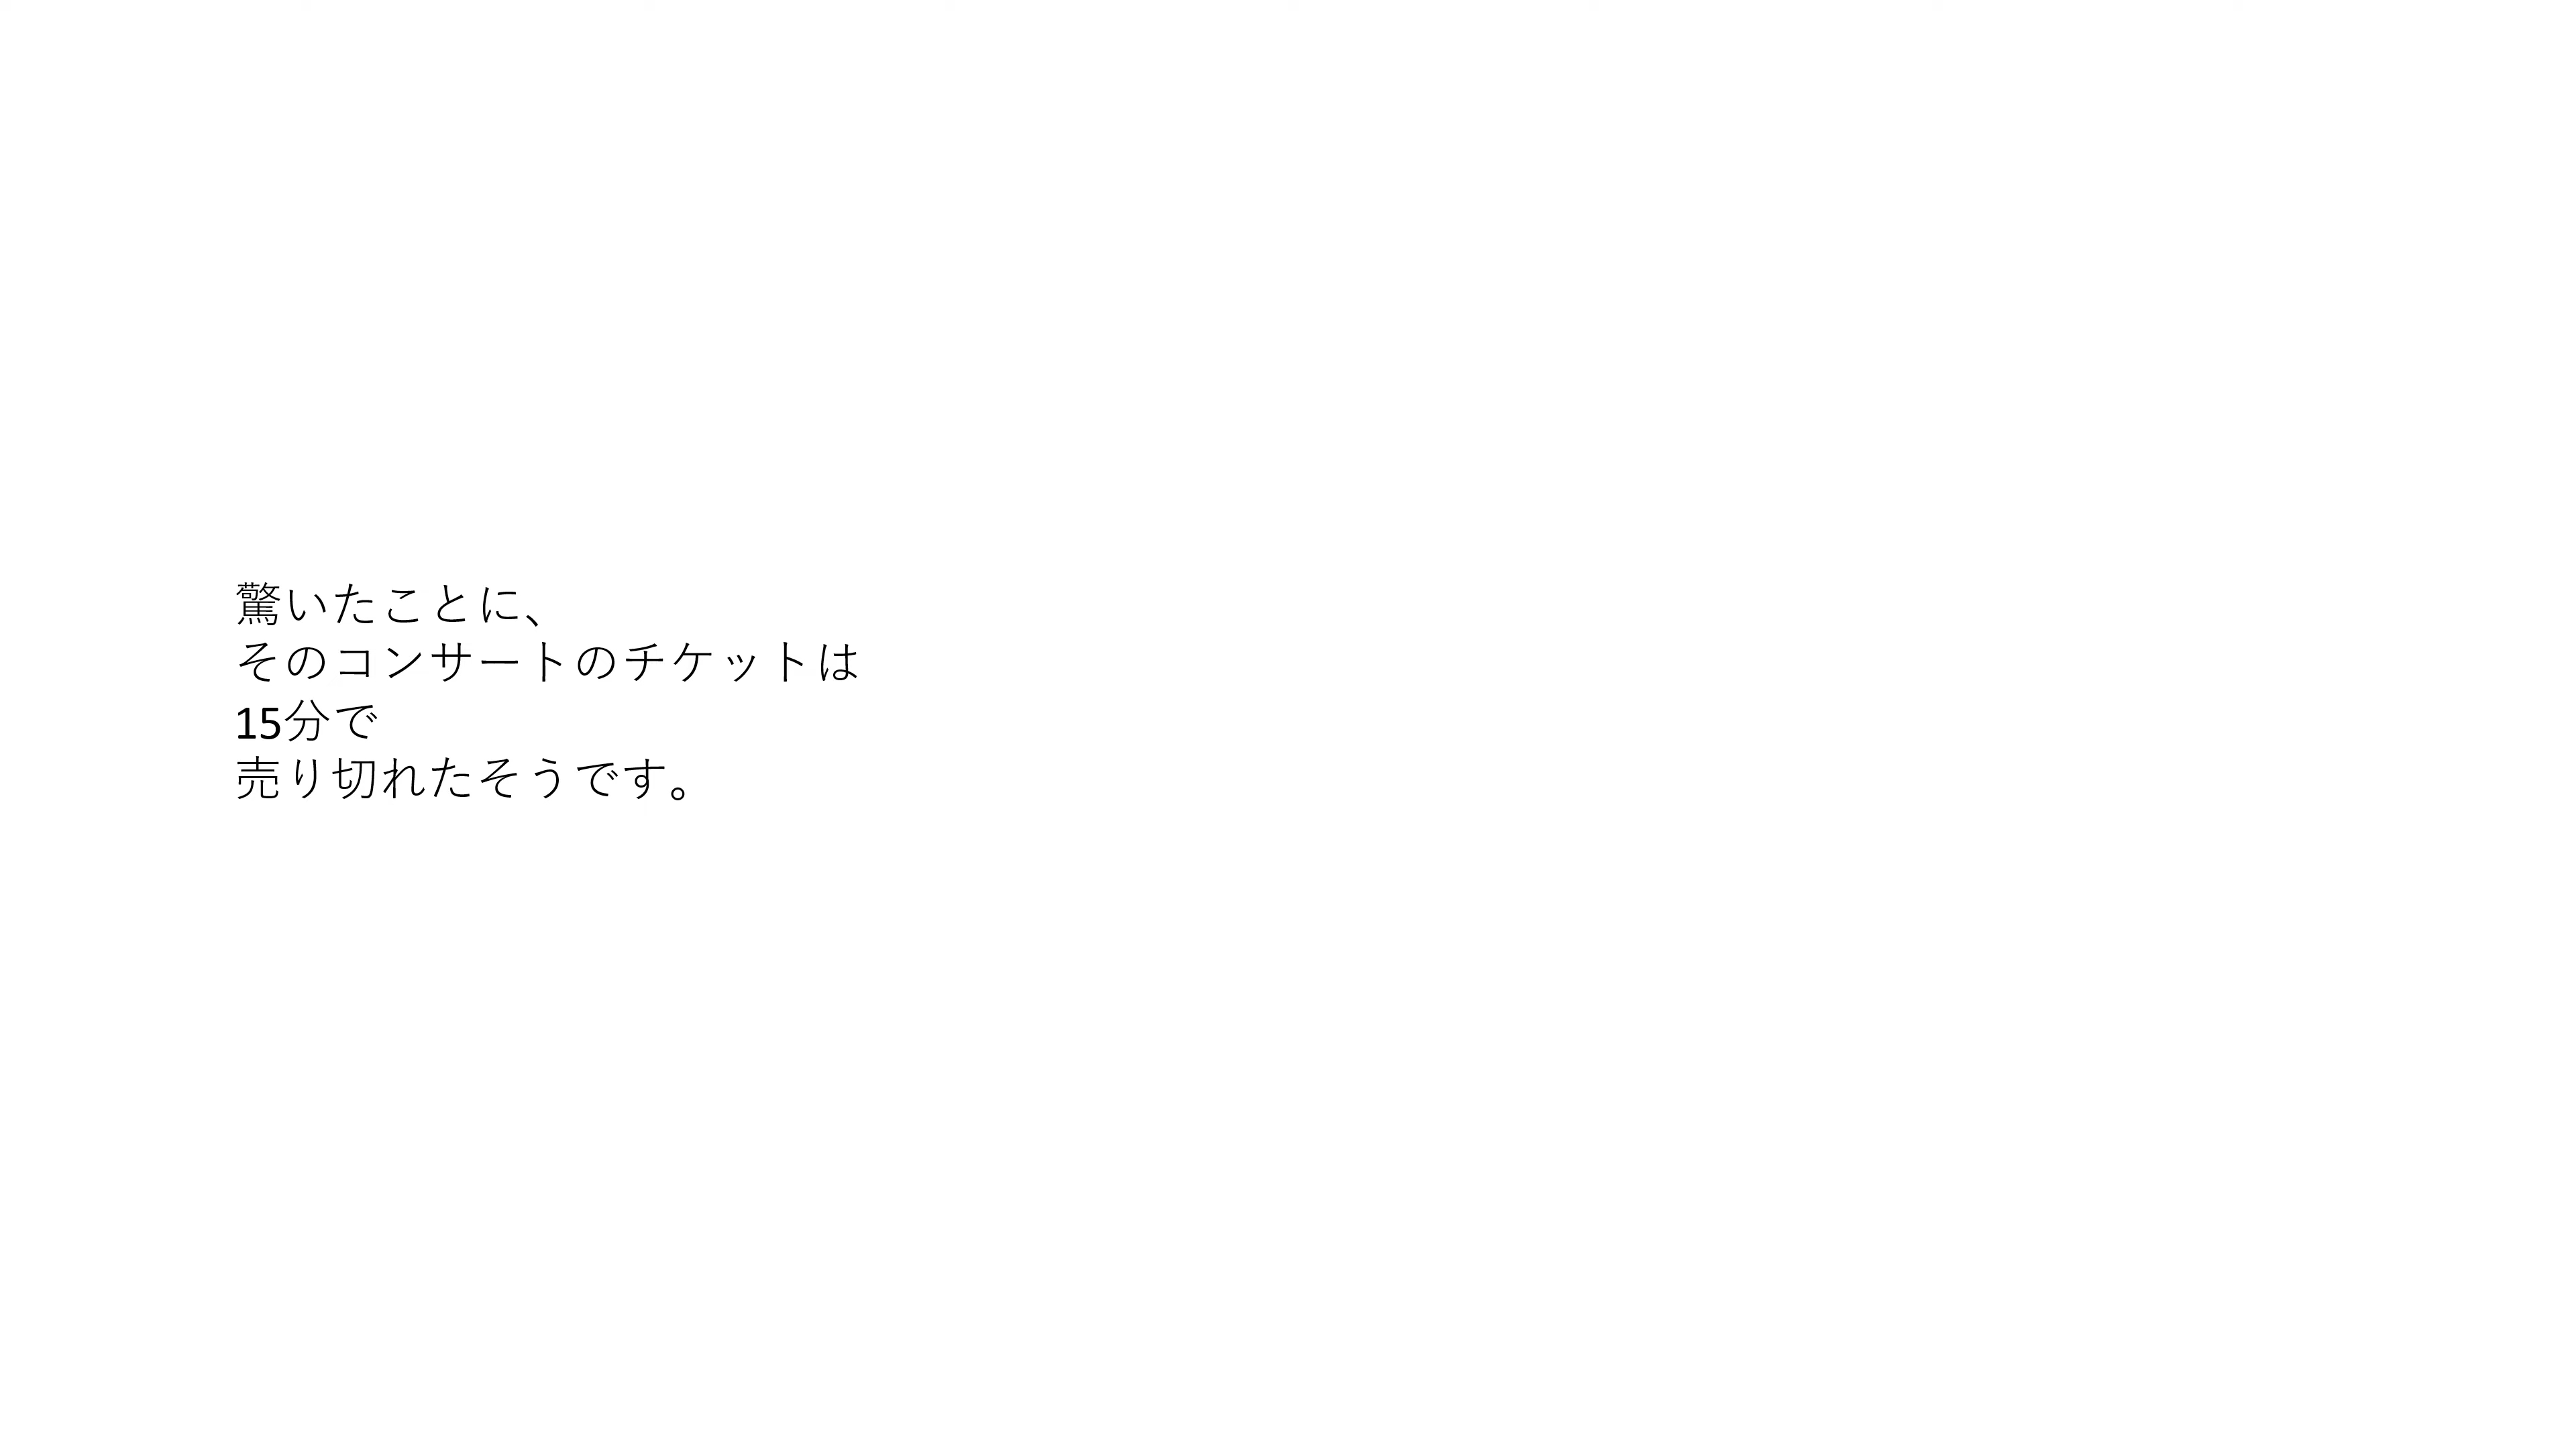 驚いたことに、
そのコンサートのチケットは
15分で
売り切れたそうです。